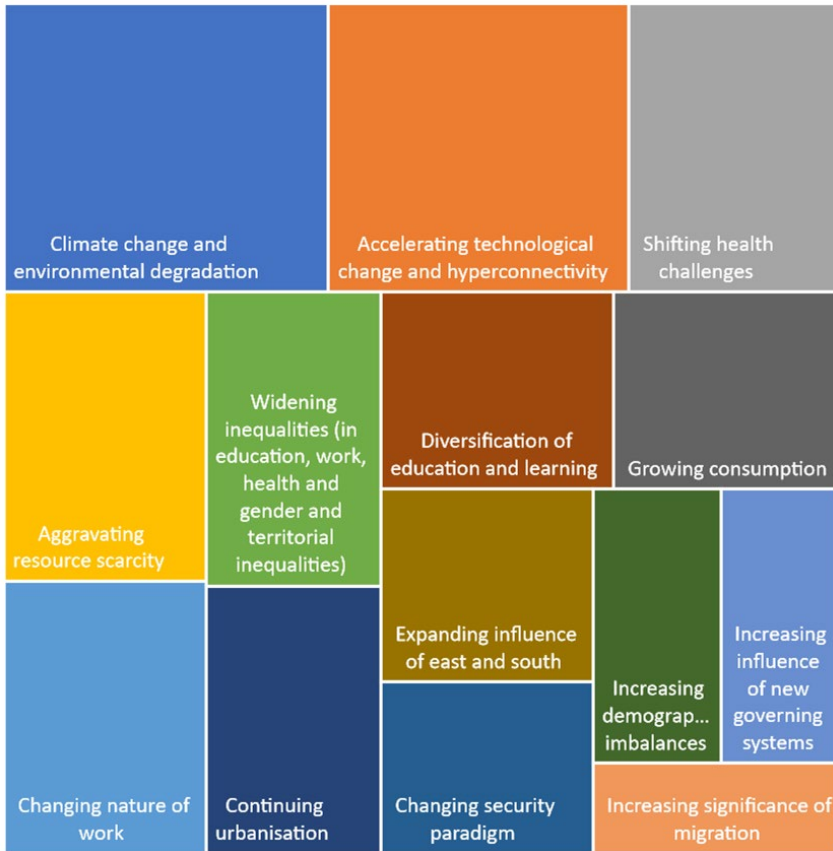 Climate change and
environmental degradation
Accelerating technological
change and hyperconnectivity
Shifting health
challenges
Aggravating
resource scarcity
Widening
inequalities (in
education, work,
health and
gender and
territorial
inequalities)
Diversification of
education and learning
Growing consumption
Expanding influence
of east and south
Increasing
demograp...
imbalances
Increasing
influence
of new
governing
systems
Changing nature of
work
Continuing
urbanisation
Changing security
paradigm
Increasing significance of
migration